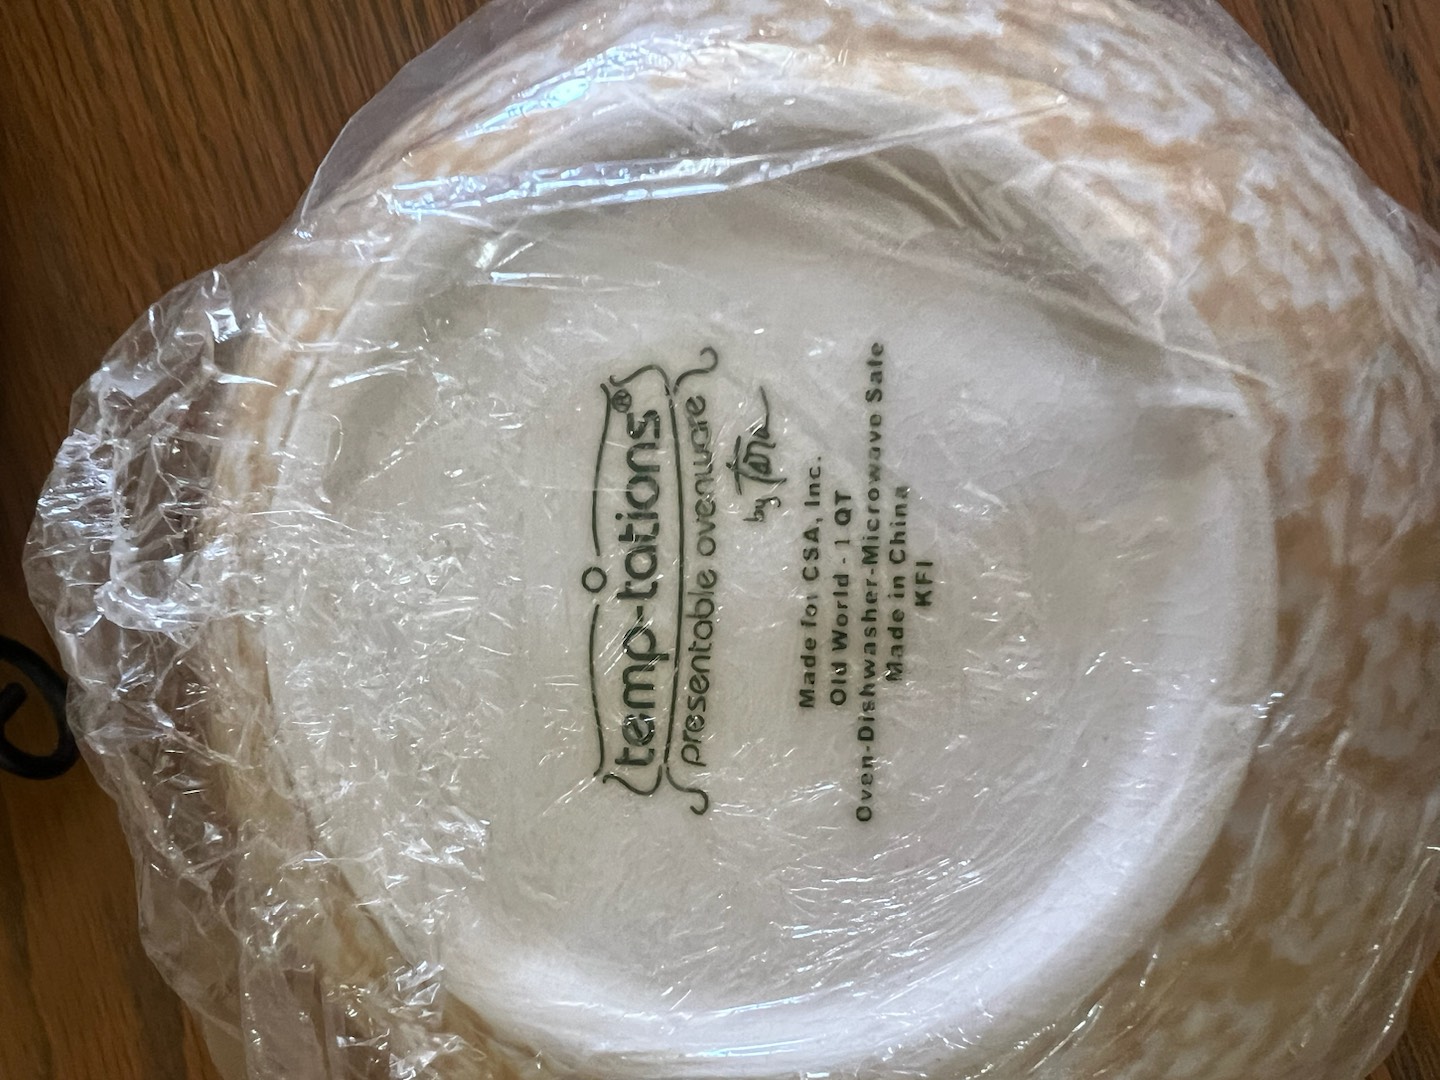 temp-tations®
presentable ovenware
by Tara
Made for CSA, Inc.
Old World - 1 QT
Oven-Dishwasher-Microwave Safe
Made in China
KFI